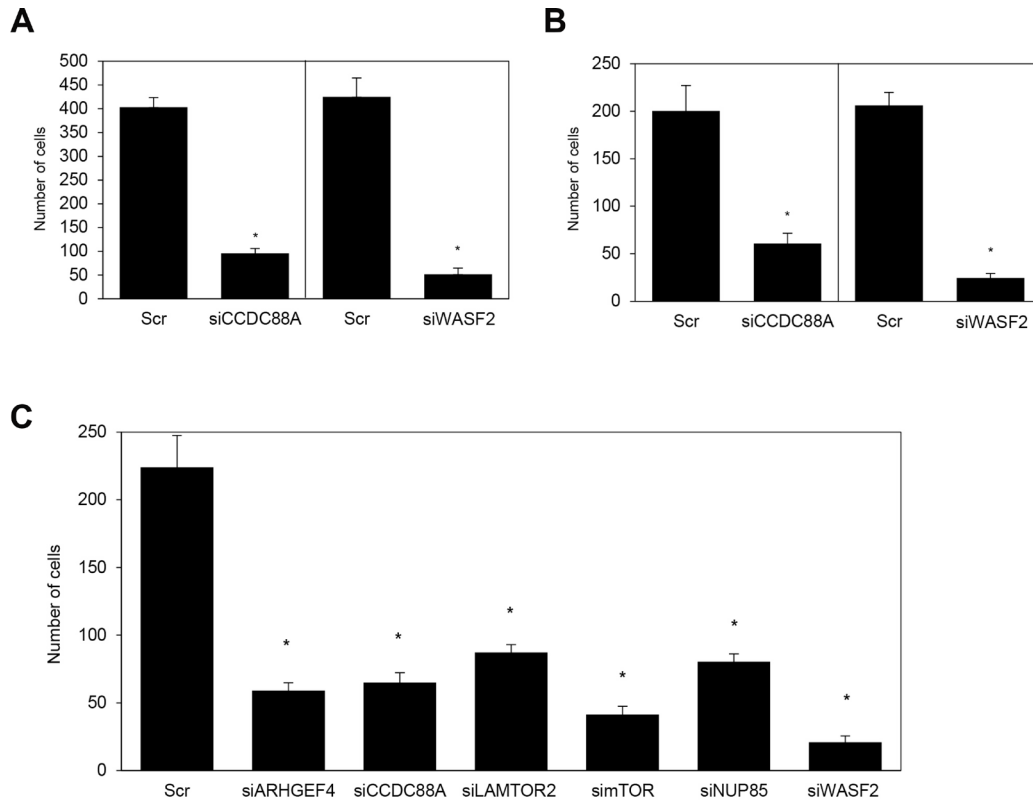 A
B
Number of cells
500
450
400
350
300
250
200
150
100
50
0
*
*
Scr
siCCDC88A
Scr
siWASF2
Number of cells
250
200
150
100
50
0
*
*
Scr
siCCDC88A
Scr
siWASF2
C
Number of cells
250
200
150
100
50
0
*
*
*
*
*
*
Scr
siARHGEF4
siCCDC88A
siLAMTOR2
simTOR
siNUP85
siWASF2